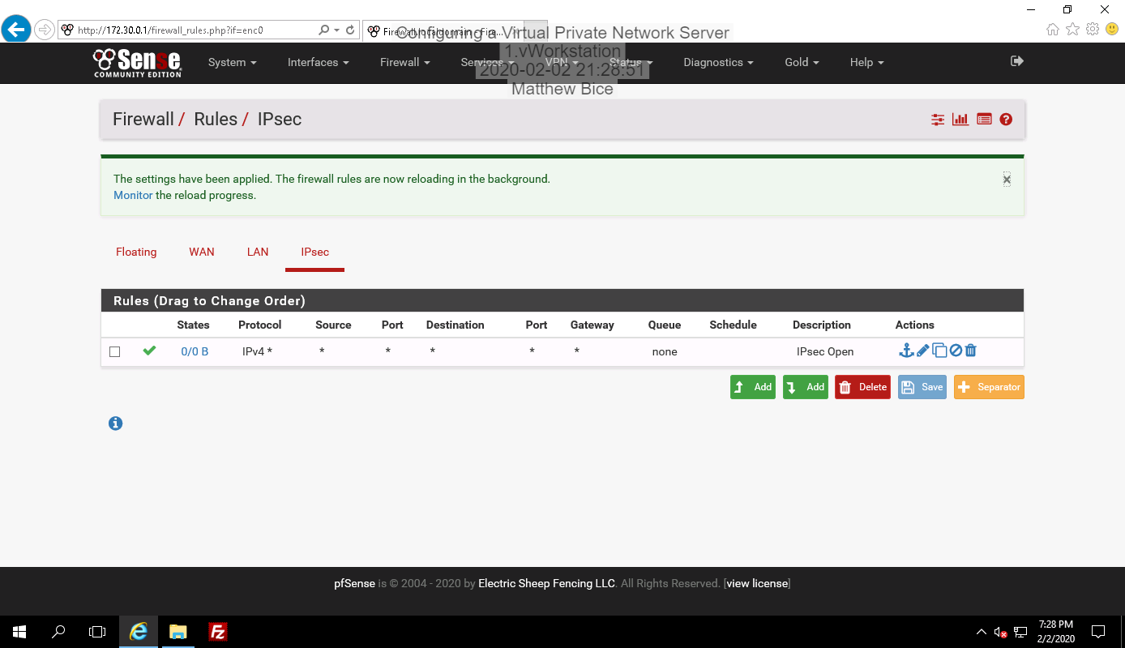 http://172.30.0.1/firewall_rules.php?if=enc0
Configuring a Virtual Private Network Server
1.vWorkstation
2020-02-02 21:28:51
Matthew Bice
Sense
COMMUNITY EDITION
System Interfaces Firewall Services VPN Status Diagnostics Gold Help
Firewall / Rules / IPsec
The settings have been applied. The firewall rules are now reloading in the background.
Monitor the reload progress.
Floating WAN LAN IPsec
Rules (Drag to Change Order)
States Protocol Source Port Destination Port Gateway Queue Schedule Description Actions
0/0 B IPv4 * * * * * * none IPsec Open
Add Add Delete Save Separator
pfSense is © 2004 - 2020 by Electric Sheep Fencing LLC. All Rights Reserved. [view license]
7:28 PM
2/2/2020